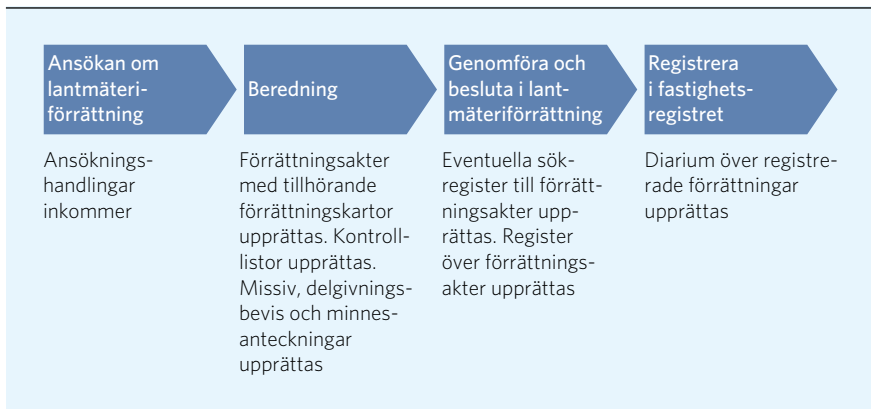 Ansökan om
lantmäteri-
förrättning
Beredning
Genomföra och
besluta i lant-
mäteriförrättning
Registrera
i fastighets-
registret
Ansöknings-
handlingar
inkommer
Förrättningsakter
med tillhörande
förrättningskartor
upprättas. Kontroll-
listor upprättas.
Missiv, delgivnings-
bevis och minnes-
anteckningar
upprättas
Eventuella sök-
register till förrätt-
ningsakter upp-
rättas. Register
över förrättnings-
akter upprättas
Diarium över registre-
rade förrättningar
upprättas